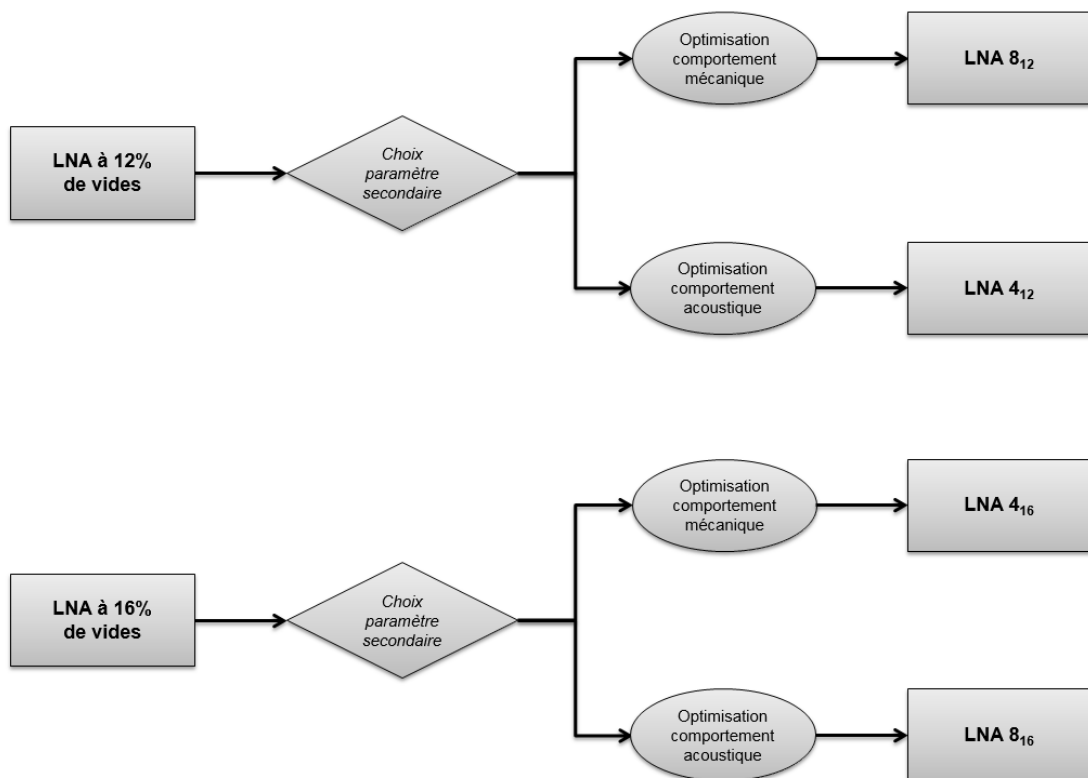 LNA à 12%
de vides
Choix
paramètre
secondaire
Optimisation
comportement
mécanique
LNA 8₁₂
Optimisation
comportement
acoustique
LNA 4₁₂
LNA à 16%
de vides
Choix
paramètre
secondaire
Optimisation
comportement
mécanique
LNA 4₁₆
Optimisation
comportement
acoustique
LNA 8₁₆